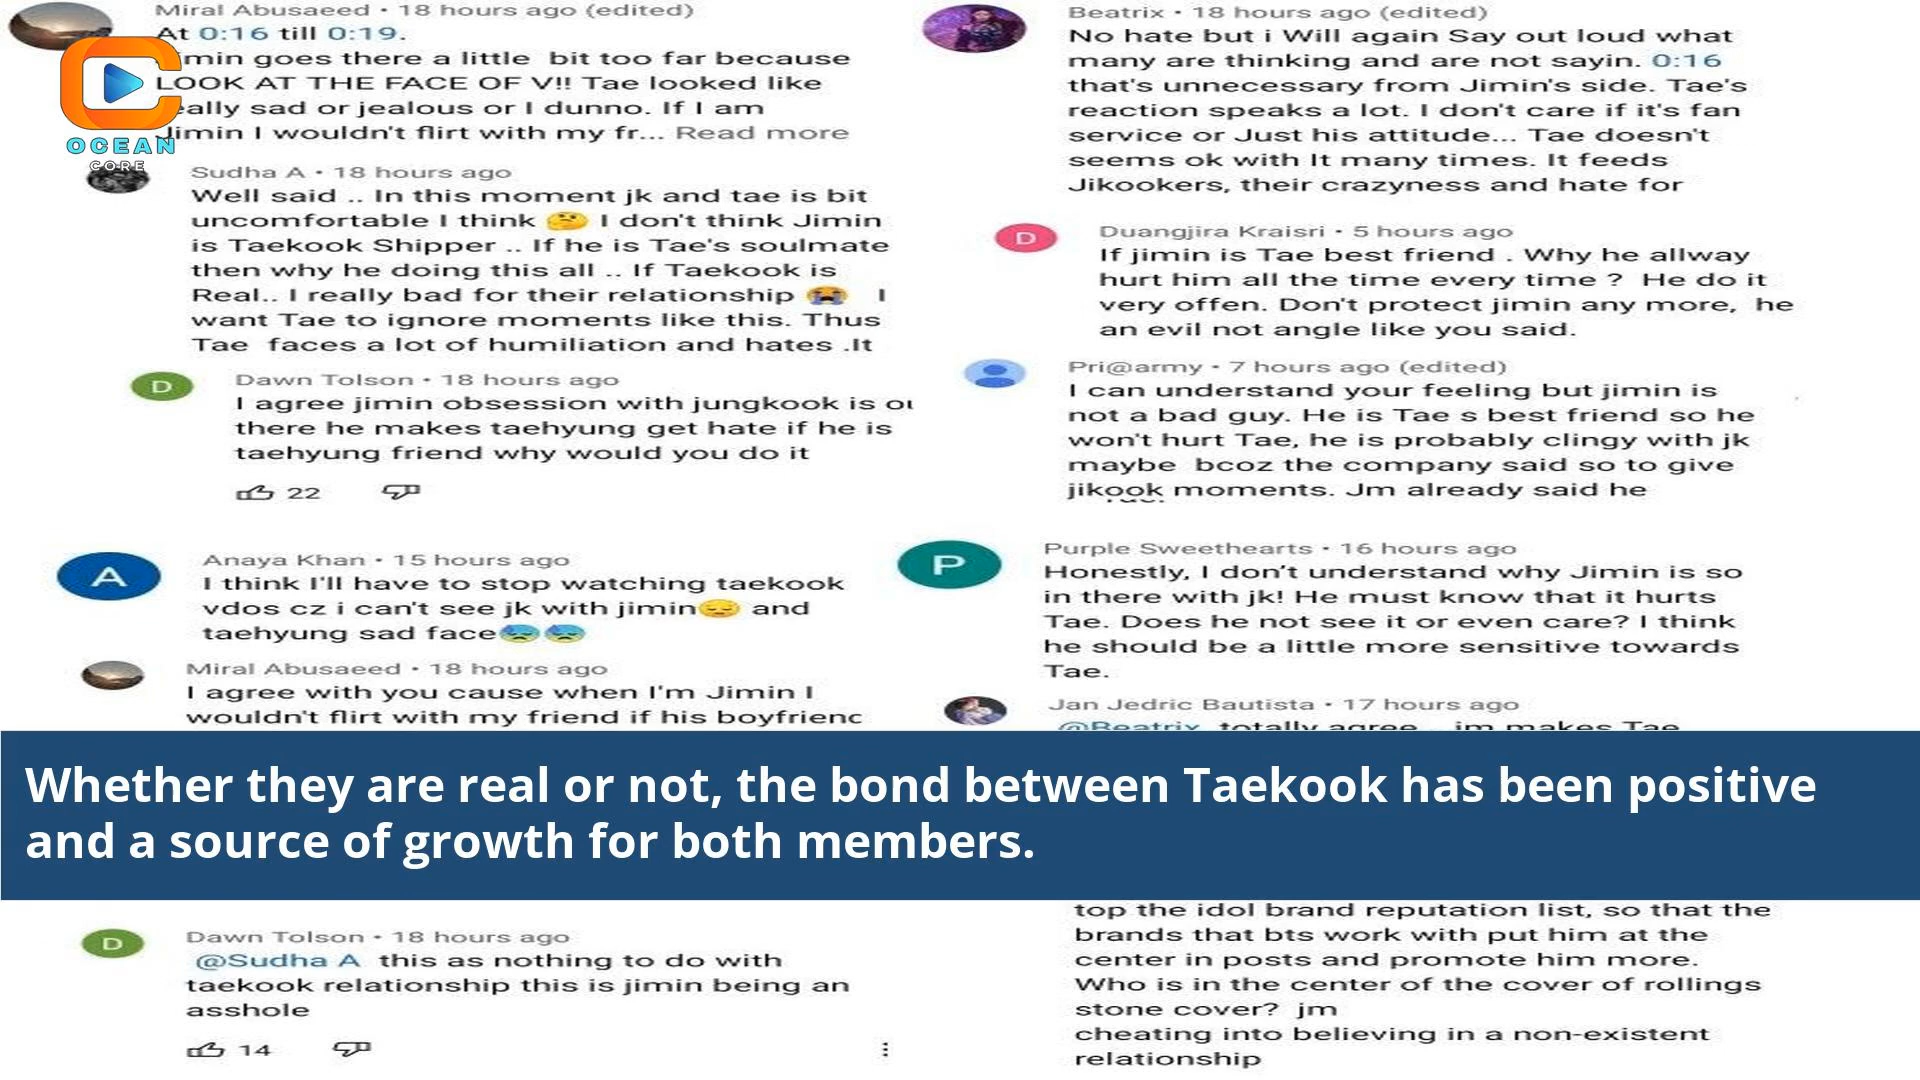 Miral Abusaeed • 18 hours ago (edited)
At 0:16 till 0:19.
min goes there a little bit too far because
LOOK AT THE FACE OF V!! Tae looked like
eally sad or jealous or I dunno. If I am
Jimin I wouldn't flirt with my fr... Read more
OCEAN
CORE
Sudha A • 18 hours ago
Well said .. In this moment jk and tae is bit
uncomfortable I think 🤔 I don't think Jimin
is Taekook Shipper .. If he is Tae's soulmate
then why he doing this all .. If Taekook is
Real.. I really bad for their relationship 😭 I
want Tae to ignore moments like this. Thus
Tae faces a lot of humiliation and hates .It
D
Dawn Tolson • 18 hours ago
I agree jimin obsession with jungkook is
there he makes taehyung get hate if he is
taehyung friend why would you do it
22
A
Anaya Khan • 15 hours ago
I think I'll have to stop watching taekook
vdos cz i can't see jk with jimin😔 and
taehyung sad face😓😓
Miral Abusaeed • 18 hours ago
I agree with you cause when I'm Jimin I
wouldn't flirt with my friend if his boyfrienc
Beatrix • 18 hours ago (edited)
No hate but i Will again Say out loud what
many are thinking and are not sayin. 0:16
that's unnecessary from Jimin's side. Tae's
reaction speaks a lot. I don't care if it's fan
service or Just his attitude... Tae doesn't
seems ok with It many times. It feeds
Jikookers, their crazyness and hate for
D
Duangjira Kraisri • 5 hours ago
If jimin is Tae best friend . Why he allway
hurt him all the time every time ? He do it
very offen. Don't protect jimin any more, he
an evil not angle like you said.
Pri@army • 7 hours ago (edited)
I can understand your feeling but jimin is
not a bad guy. He is Tae s best friend so he
won't hurt Tae, he is probably clingy with jk
maybe bcoz the company said so to give
jikook moments. Jm already said he
P
Purple Sweethearts • 16 hours ago
Honestly, I don't understand why Jimin is so
in there with jk! He must know that it hurts
Tae. Does he not see it or even care? I think
he should be a little more sensitive towards
Tae.
Jan Jedric Bautista • 17 hours ago
@Beatrix totally agree .. jm makes Tae
Whether they are real or not, the bond between Taekook has been positive
and a source of growth for both members.
D
Dawn Tolson • 18 hours ago
@Sudha A this as nothing to do with
taekook relationship this is jimin being an
asshole
14
top the idol brand reputation list, so that the
brands that bts work with put him at the
center in posts and promote him more.
Who is in the center of the cover of rollings
stone cover? jm
cheating into believing in a non-existent
relationship